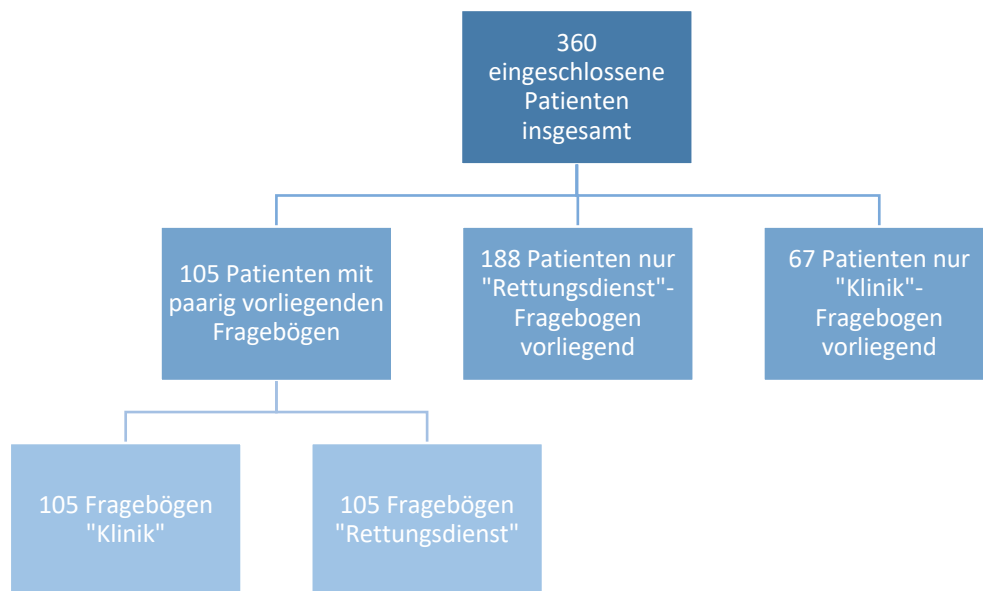 360
eingeschlossene
Patienten
insgesamt
105 Patienten mit
paarig vorliegenden
Fragebögen
188 Patienten nur
"Rettungsdienst"-
Fragebogen
vorliegend
67 Patienten nur
"Klinik"-
Fragebogen
vorliegend
105 Fragebögen
"Klinik"
105 Fragebögen
"Rettungsdienst"